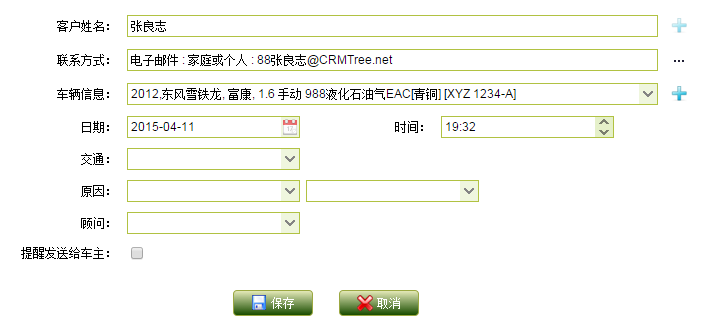 客户姓名： 张良志
联系方式： 电子邮件 : 家庭或个人 : 88张良志@CRMTree.net ...
车辆信息： 2012,东风雪铁龙, 富康, 1.6 手动 988液化石油气EAC[青铜] [XYZ 1234-A]
日期： 2015-04-11 时间： 19:32
交通：
原因：
顾问：
提醒发送给车主：
保存 取消